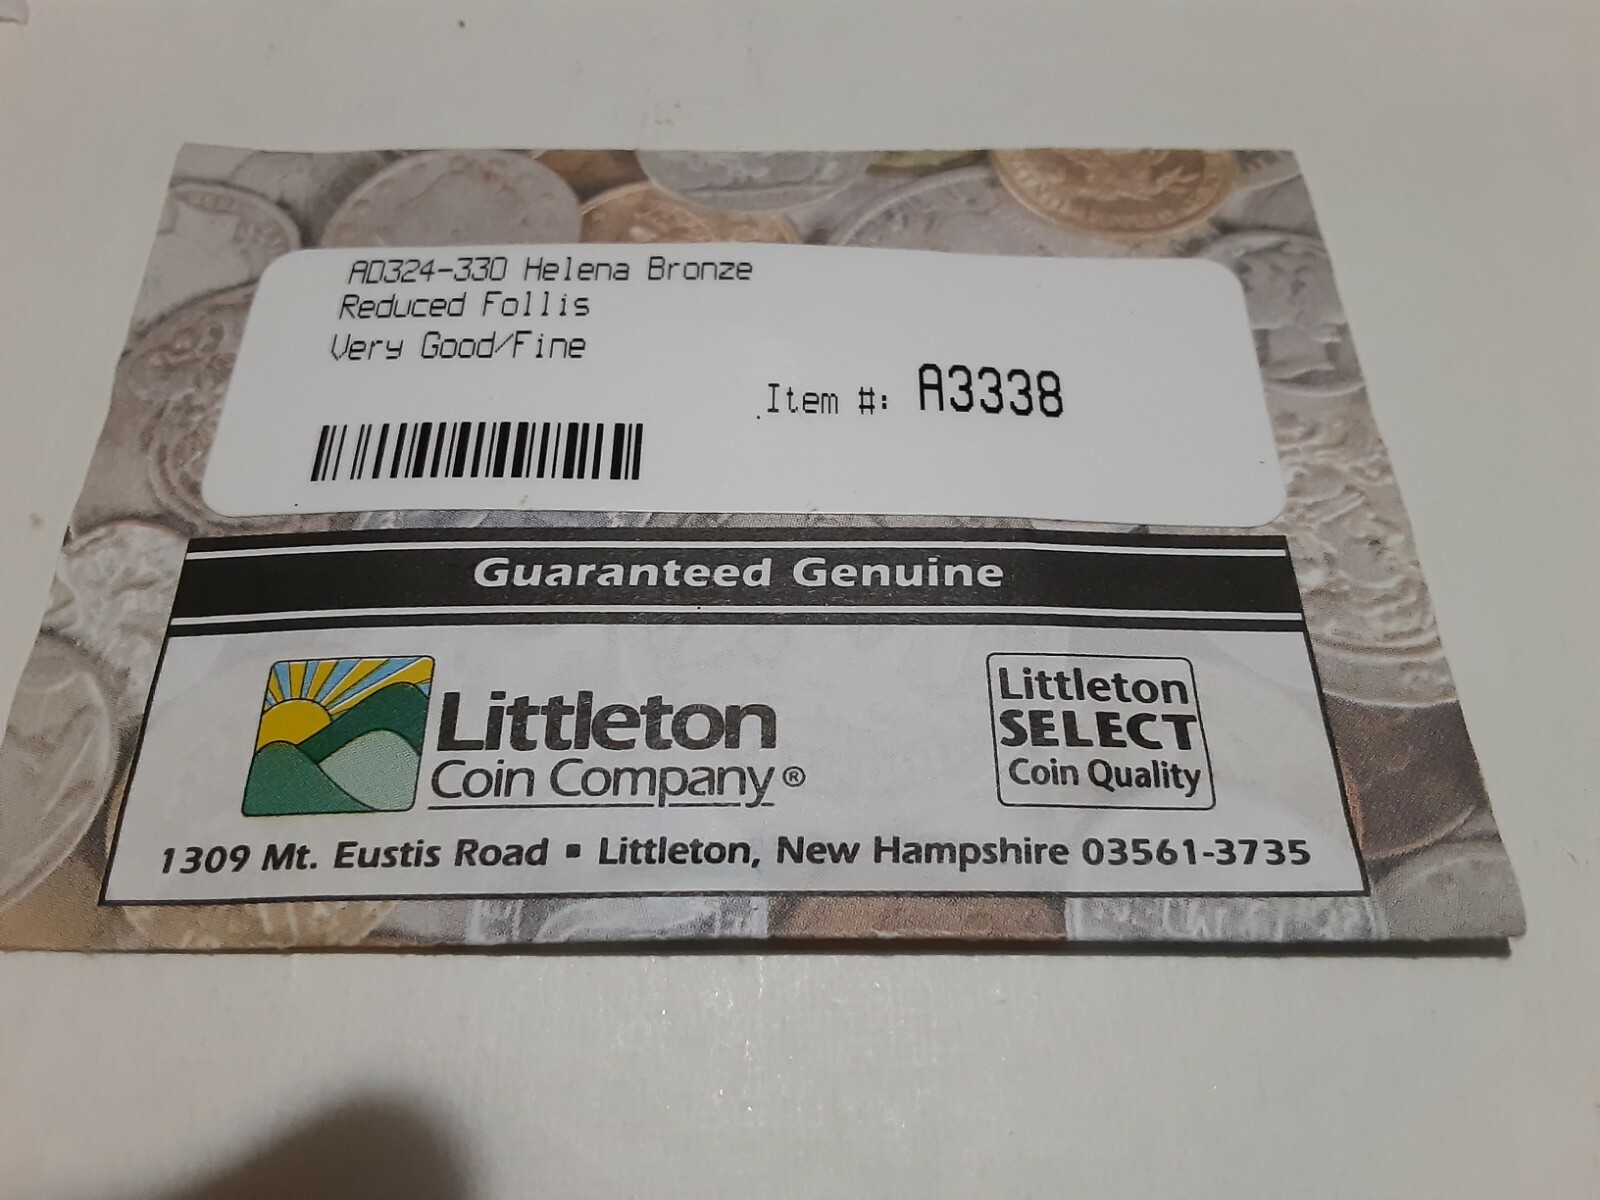 AD324-330 Helena Bronze
Reduced Follis
Very Good/Fine
Item #: A3338
Guaranteed Genuine
Littleton
Coin Company®
Littleton
SELECT
Coin Quality
1309 Mt. Eustis Road ▪ Littleton, New Hampshire 03561-3735